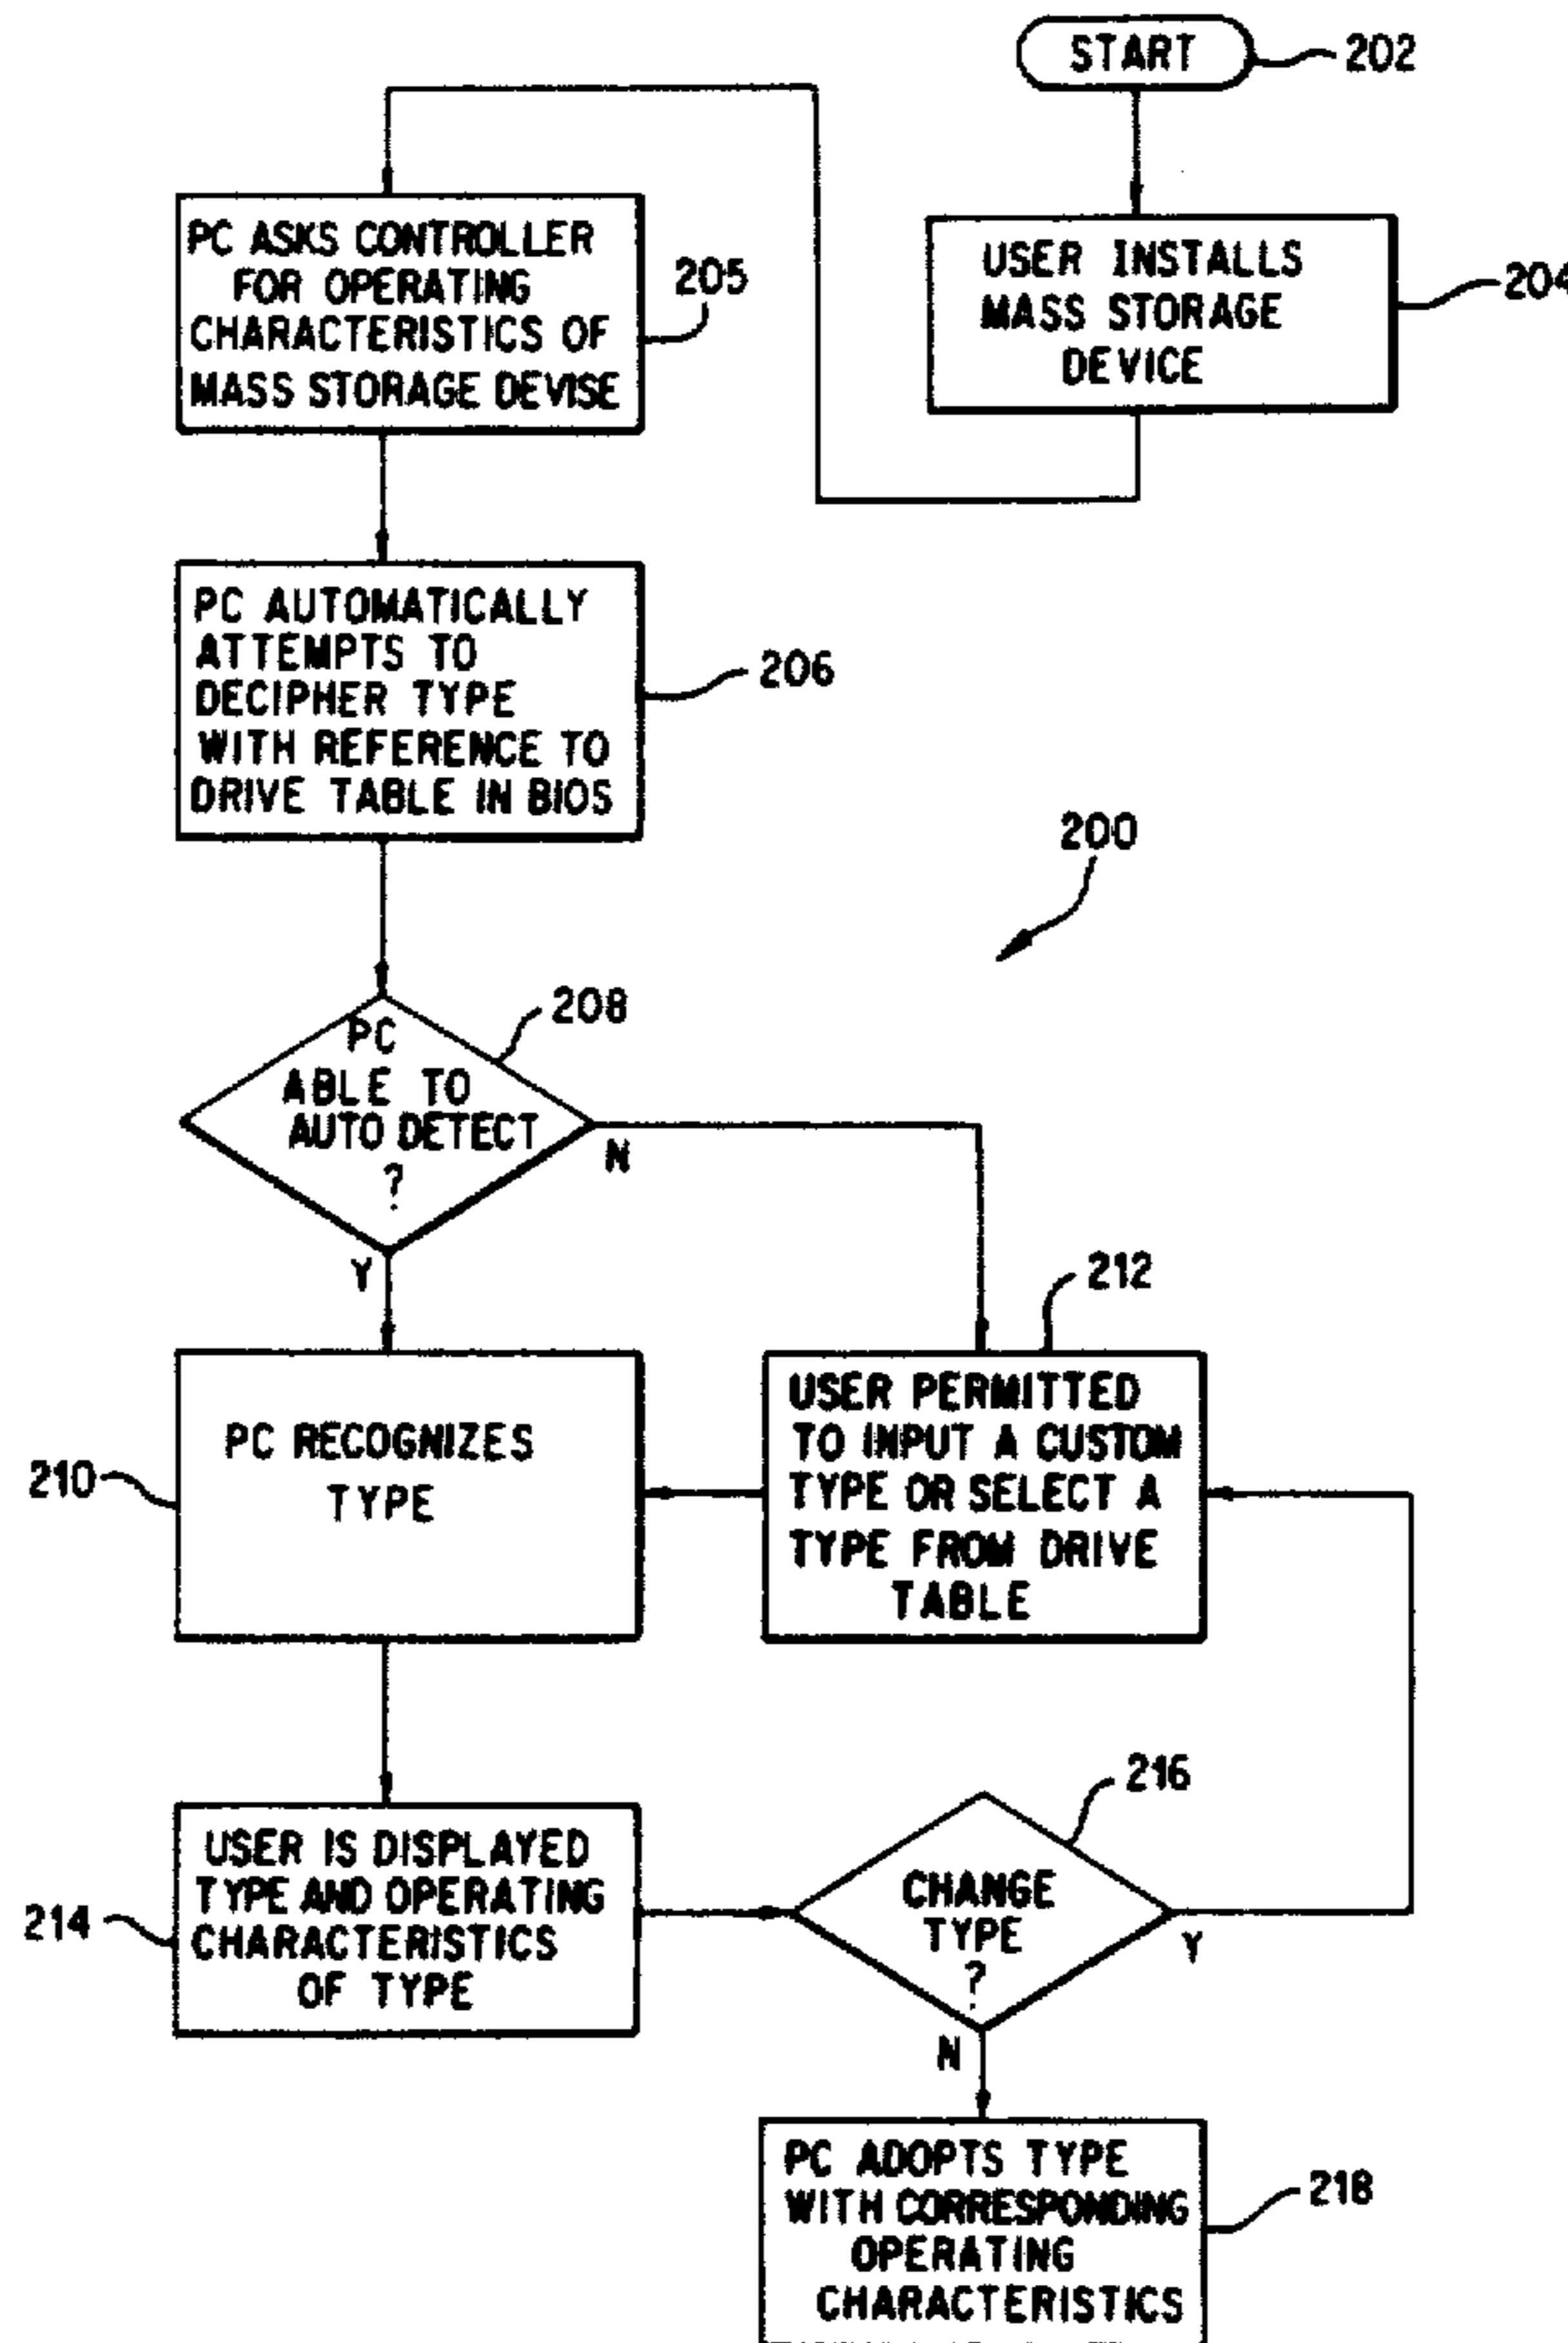 START
202
USER INSTALLS
MASS STORAGE
DEVICE
204
PC ASKS CONTROLLER
FOR OPERATING
CHARACTERISTICS OF
MASS STORAGE DEVISE
205
PC AUTOMATICALLY
ATTEMPTS TO
DECIPHER TYPE
WITH REFERENCE TO
DRIVE TABLE IN BIOS
206
200
PC
ABLE TO
AUTO DETECT
?
208
N
Y
PC RECOGNIZES
TYPE
210
USER PERMITTED
TO INPUT A CUSTOM
TYPE OR SELECT A
TYPE FROM DRIVE
TABLE
212
USER IS DISPLAYED
TYPE AND OPERATING
CHARACTERISTICS
OF TYPE
214
CHANGE
TYPE
?
216
Y
N
PC ADOPTS TYPE
WITH CORRESPONDING
OPERATING
CHARACTERISTICS
218